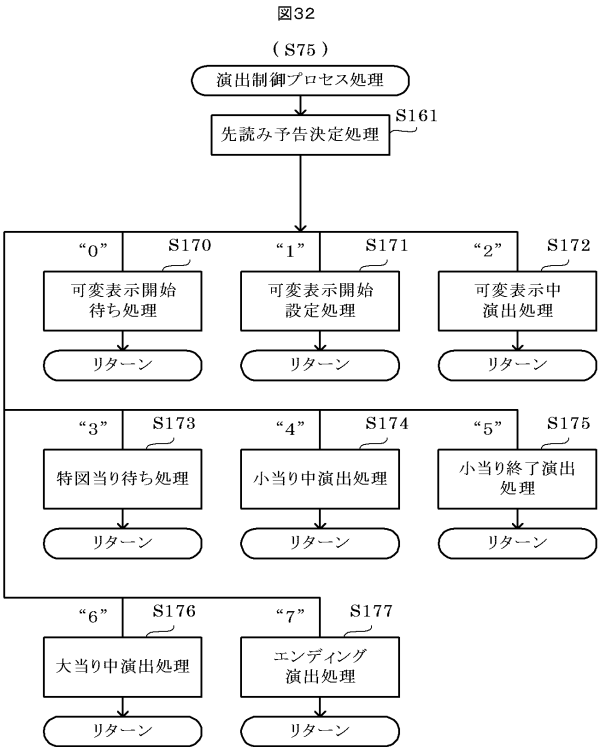 図32
(S75)
演出制御プロセス処理
S161
先読み予告決定処理
“0” S170 “1” S171 “2” S172
可変表示開始
待ち処理
可変表示開始
設定処理
可変表示中
演出処理
リターン リターン リターン
“3” S173 “4” S174 “5” S175
特図当り待ち処理
小当り中演出処理
小当り終了演出
処理
リターン リターン リターン
“6” S176 “7” S177
大当り中演出処理
エンディング
演出処理
リターン リターン